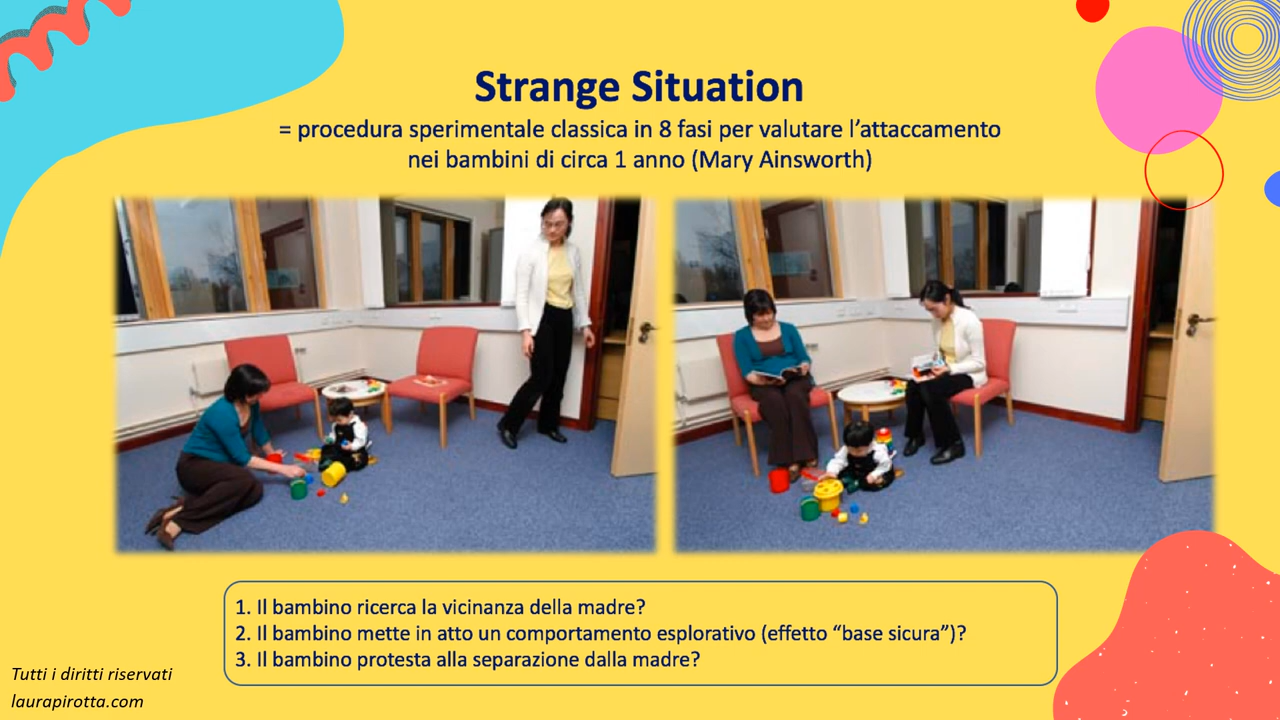 Strange Situation
= procedura sperimentale classica in 8 fasi per valutare l’attaccamento
nei bambini di circa 1 anno (Mary Ainsworth)
1. Il bambino ricerca la vicinanza della madre?
2. Il bambino mette in atto un comportamento esplorativo (effetto “base sicura”)?
3. Il bambino protesta alla separazione dalla madre?
Tutti i diritti riservati
laurapirotta.com